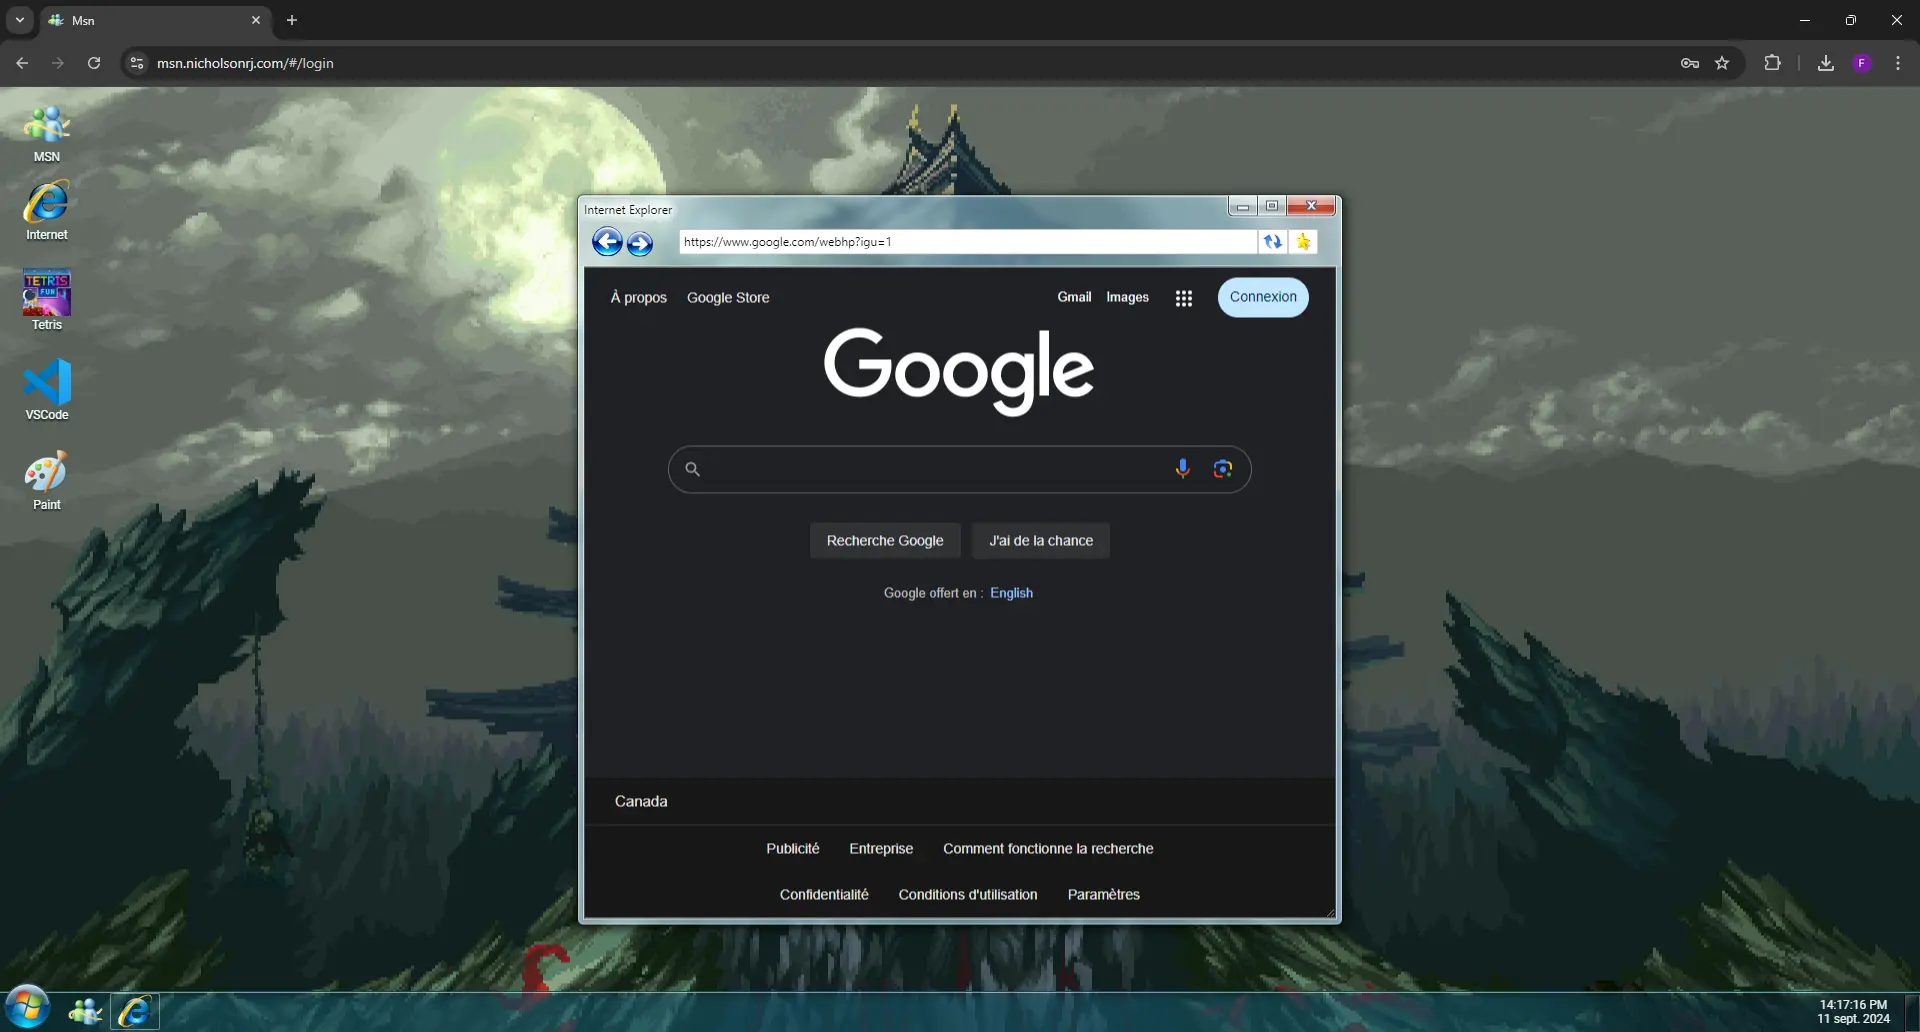 Msn
msn.nicholsonrj.com/#/login
F
MSN
Internet
TETRIS
FUN
Tetris
VSCode
Paint
Internet Explorer
https://www.google.com/webhp?igu=1
À propos Google Store Gmail Images Connexion
Google
Recherche Google J'ai de la chance
Google offert en : English
Canada
Publicité Entreprise Comment fonctionne la recherche
Confidentialité Conditions d'utilisation Paramètres
14:17:16 PM
11 sept. 2024